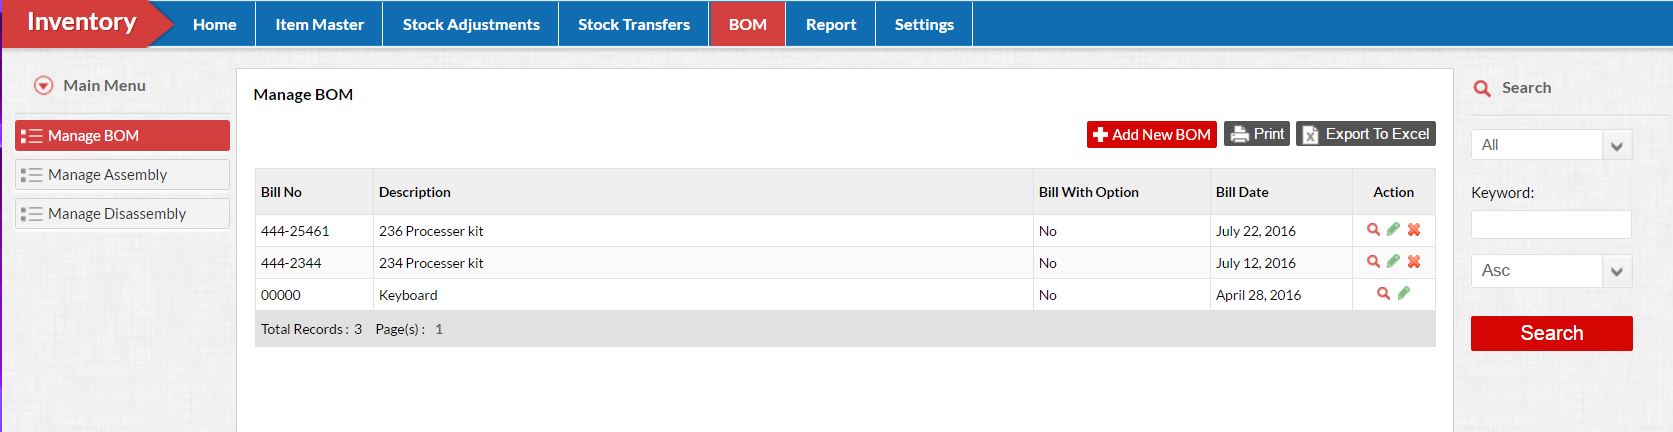 Inventory Home Item Master Stock Adjustments Stock Transfers BOM Report Settings
Main Menu
Manage BOM
Manage Assembly
Manage Disassembly
Manage BOM
Add New BOM Print Export To Excel
Bill No Description Bill With Option Bill Date Action
444-25461 236 Processer kit No July 22, 2016
444-2344 234 Processer kit No July 12, 2016
00000 Keyboard No April 28, 2016
Total Records : 3 Page(s) : 1
Search
All
Keyword:
Asc
Search